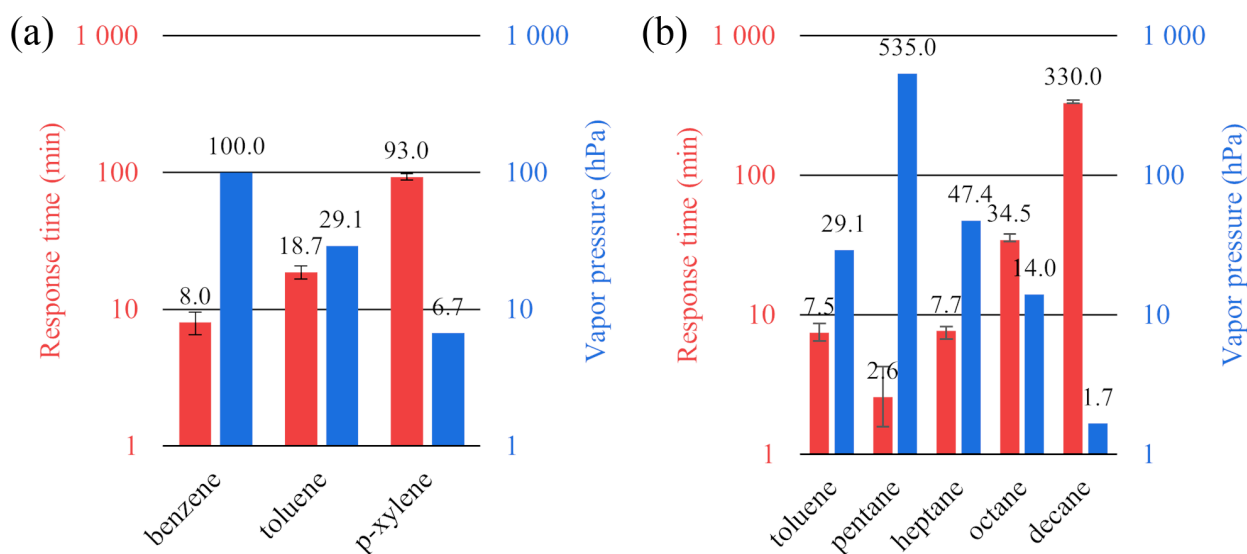 (a)
1 000
1 000
Response time (min)
Vapor pressure (hPa)
100
100
10
10
1
1
8.0
100.0
18.7
29.1
93.0
6.7
benzene
toluene
p-xylene
(b)
1 000
1 000
Response time (min)
Vapor pressure (hPa)
100
100
10
10
1
1
7.5
29.1
2.6
535.0
7.7
47.4
34.5
14.0
330.0
1.7
toluene
pentane
heptane
octane
decane